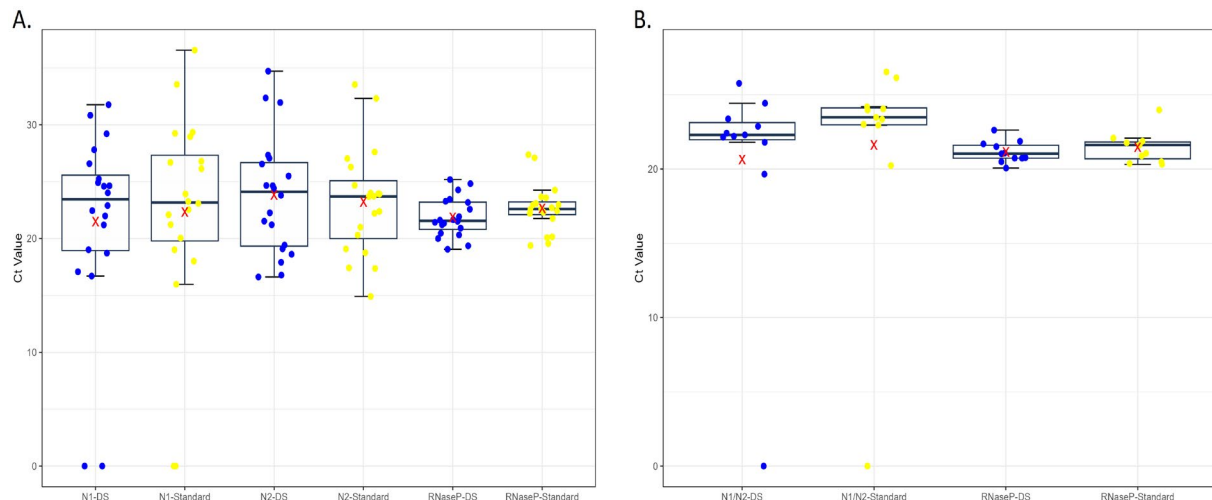 A.
B.
Ct Value
30
20
10
0
N1-DS
N1-Standard
N2-DS
N2-Standard
RNaseP-DS
RNaseP-Standard
Ct Value
20
10
0
N1/N2-DS
N1/N2-Standard
RNaseP-DS
RNaseP-Standard